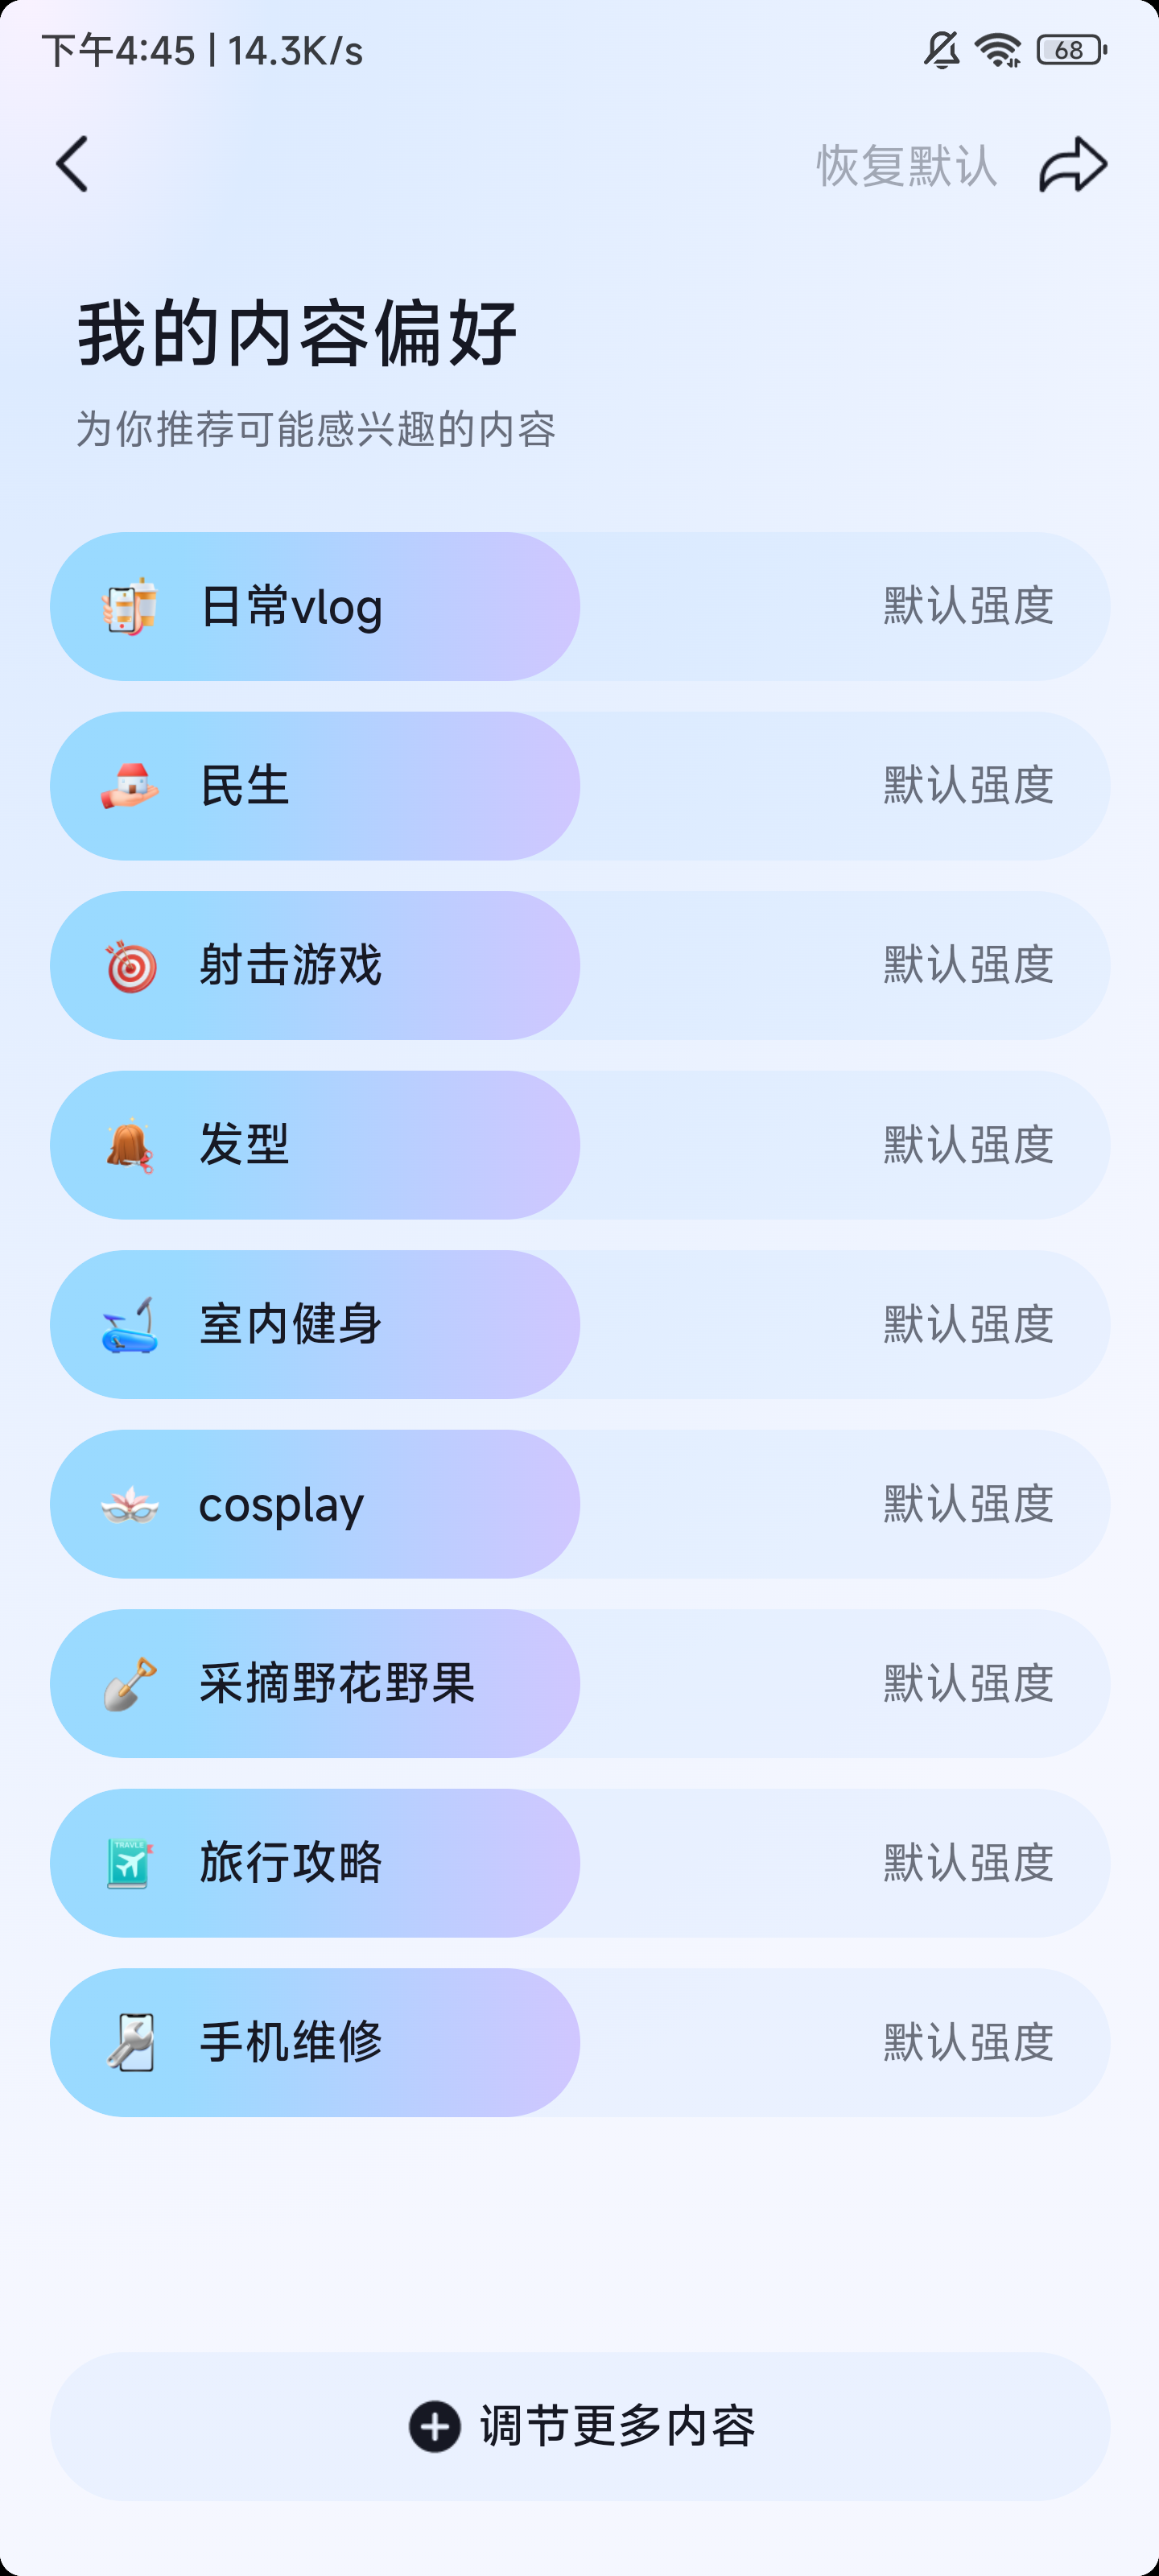 下午4:45 | 14.3K/s
68
恢复默认
我的内容偏好
为你推荐可能感兴趣的内容
日常vlog 默认强度
民生 默认强度
射击游戏 默认强度
发型 默认强度
室内健身 默认强度
cosplay 默认强度
采摘野花野果 默认强度
TRAVLE
旅行攻略 默认强度
手机维修 默认强度
调节更多内容